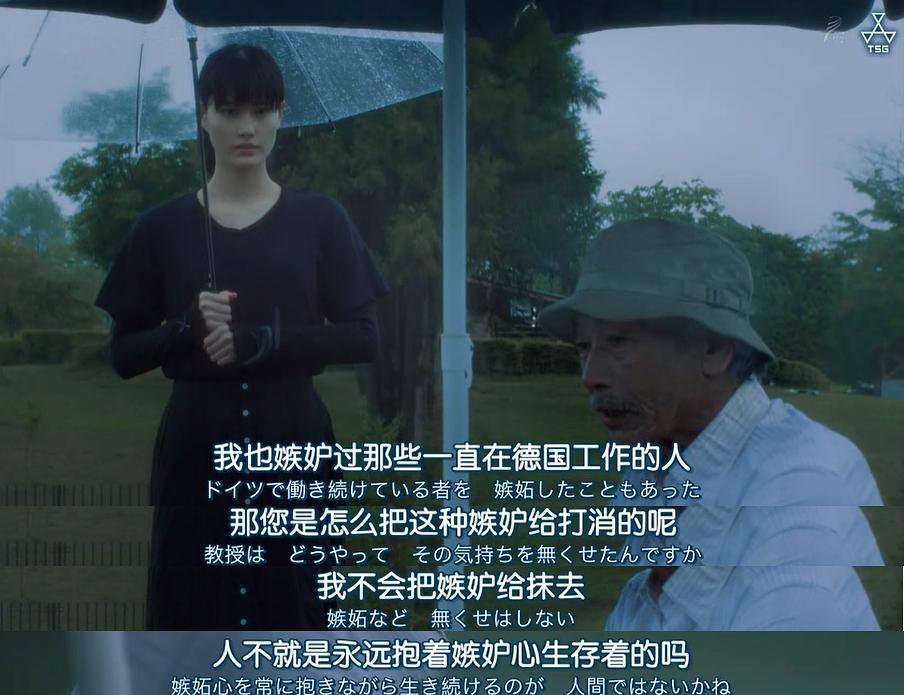 TSG
我也嫉妒过那些一直在德国工作的人
ドイツで働き続けている者を　嫉妬したこともあった
那您是怎么把这种嫉妒给打消的呢
教授は　どうやって　その気持ちを無くせたんですか
我不会把嫉妒给抹去
嫉妬など　無くせはしない
人不就是永远抱着嫉妒心生存着的吗
嫉妬心を常に抱きながら生き続けるのが　人間ではないかね